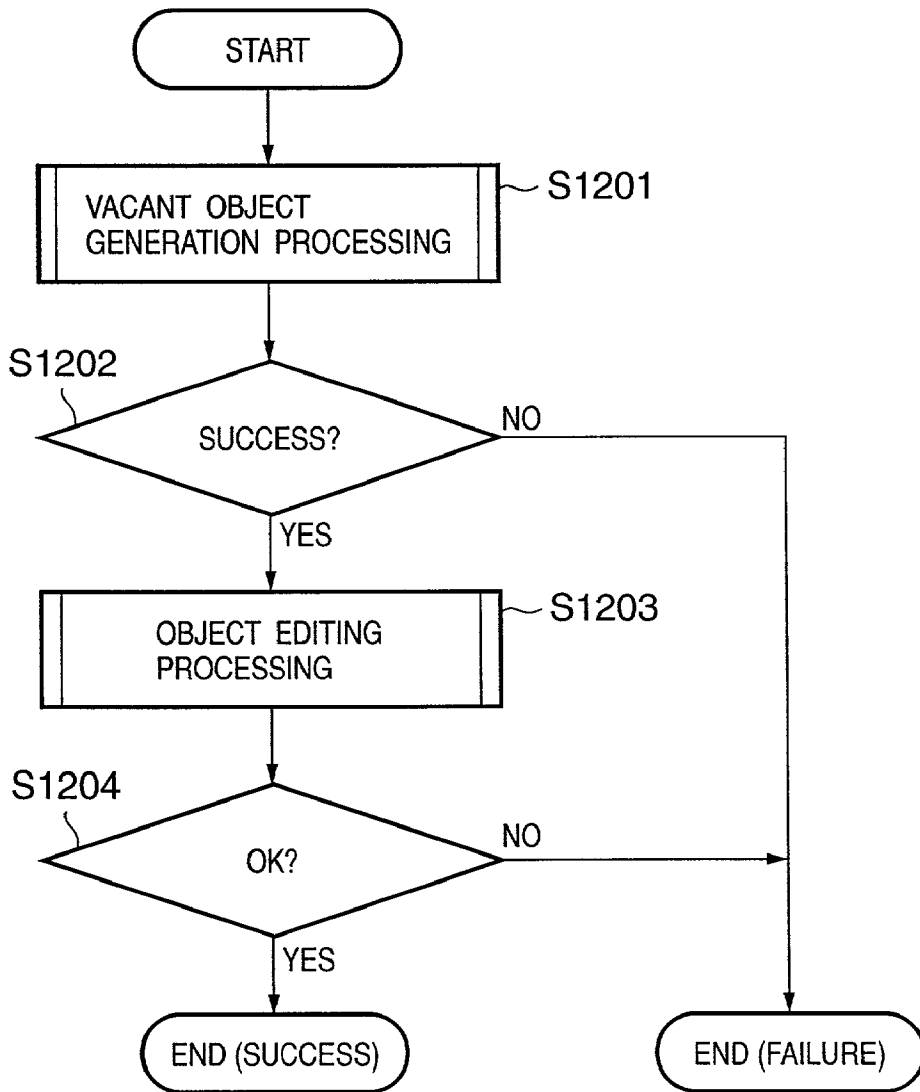 START
VACANT OBJECT
GENERATION PROCESSING
S1201
S1202
SUCCESS?
NO
YES
OBJECT EDITING
PROCESSING
S1203
S1204
OK?
NO
YES
END (SUCCESS)
END (FAILURE)